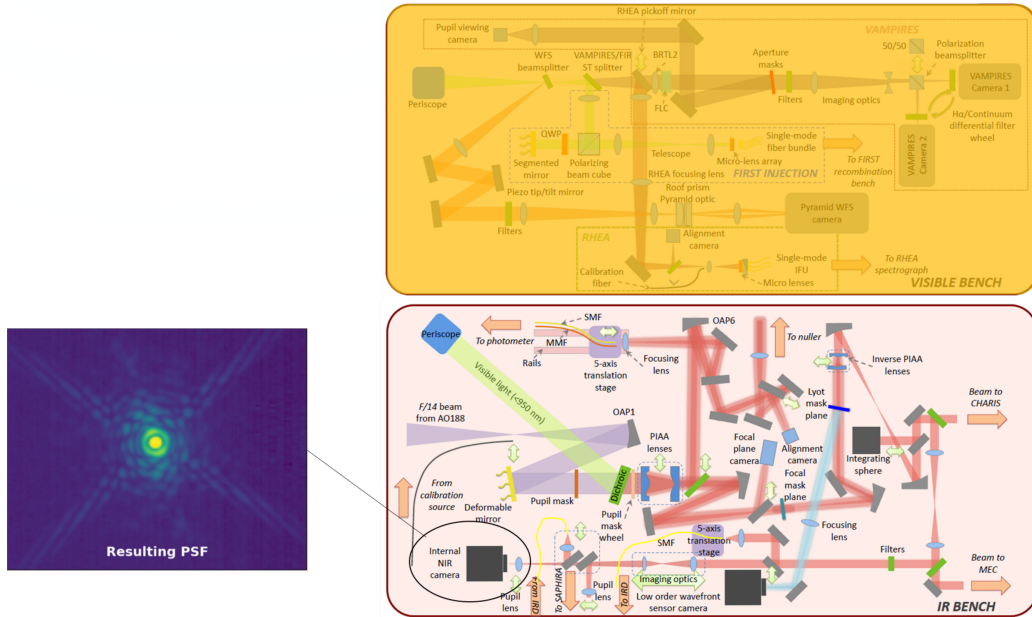 RHEA pickoff mirror
Pupil viewing
camera
VAMPIRES
50/50
Polarization
beamsplitter
WFS
beamsplitter
VAMPIRES/FIR
ST splitter
BRTL2
Aperture
masks
Periscope
FLC
Filters
Imaging optics
VAMPIRES
Camera 1
Hα/Continuum
differential filter
wheel
VAMPIRES
Camera 2
QWP
Single-mode
fiber bundle
Segmented
mirror
Polarizing
beam cube
Telescope
Micro-lens array
FIRST INJECTION
To FIRST
recombination
bench
RHEA focusing lens
Piezo tip/tilt mirror
Roof prism
Pyramid optic
Pyramid WFS
camera
Filters
RHEA
Alignment
camera
Calibration
fiber
Single-mode
IFU
Micro lenses
To RHEA
spectrograph
VISIBLE BENCH
Periscope
To photometer
SMF
MMF
Rails
5-axis
translation
stage
Focusing
lens
OAP6
To nuller
Inverse PIAA
lenses
Visible light (<950 nm)
F/14 beam
from AO188
OAP1
Lyot
mask
plane
Beam to
CHARIS
PIAA
lenses
Focal
plane
camera
Alignment
camera
Integrating
sphere
From
calibration
source
Deformable
mirror
Pupil mask
Dichroic
Pupil
mask
wheel
Focal
mask
plane
Focusing
lens
Resulting PSF
Internal
NIR
camera
Pupil
lens
From IRD
To SAPHIRA
Pupil
lens
SMF
5-axis
translation
stage
Imaging optics
To IRD
Low order wavefront
sensor camera
Filters
Beam to
MEC
IR BENCH